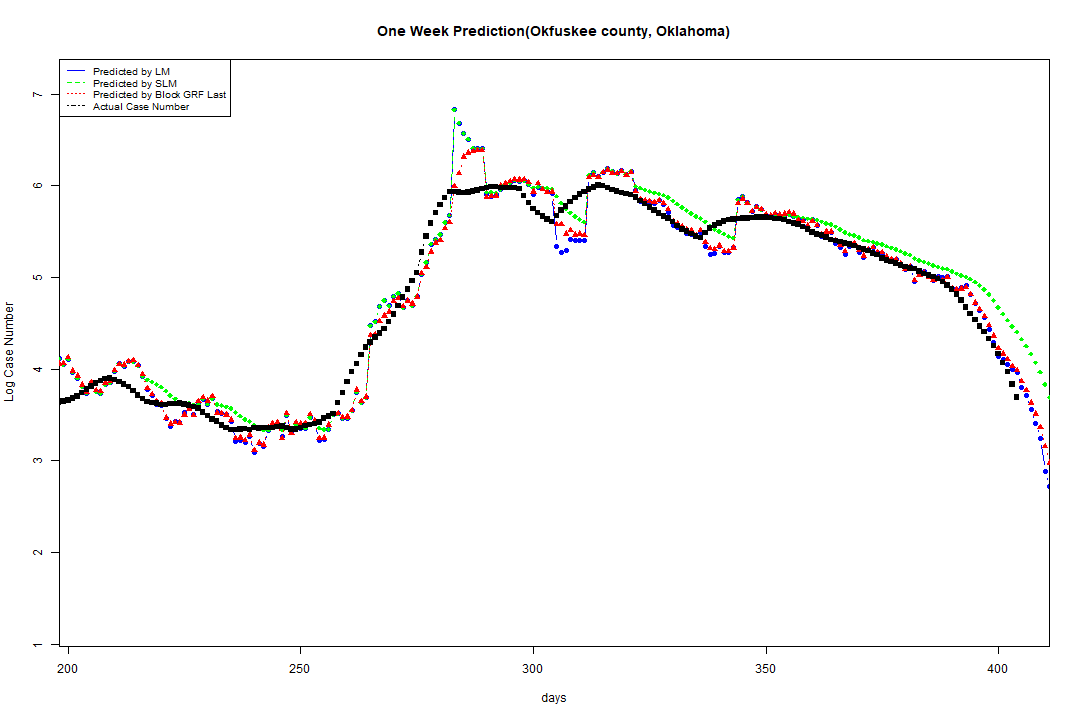 One Week Prediction(Okfuskee county, Oklahoma)
Predicted by LM
Predicted by SLM
Predicted by Block GRF Last
Actual Case Number
7
6
5
4
3
2
1
Log Case Number
200 250 300 350 400
days